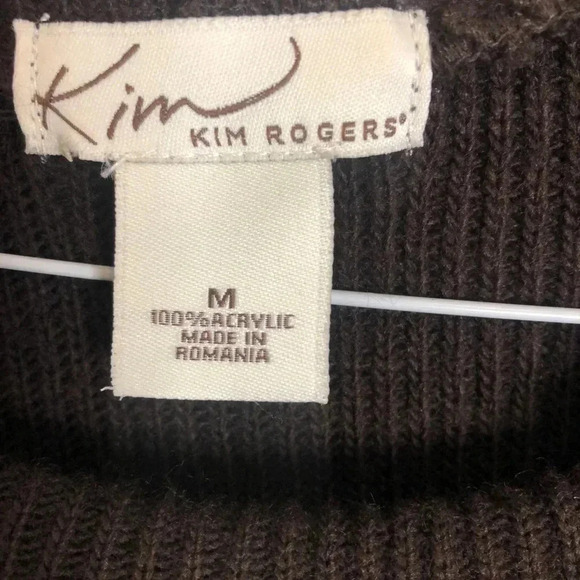 Kim
KIM ROGERS®
M
100% ACRYLIC
MADE IN
ROMANIA